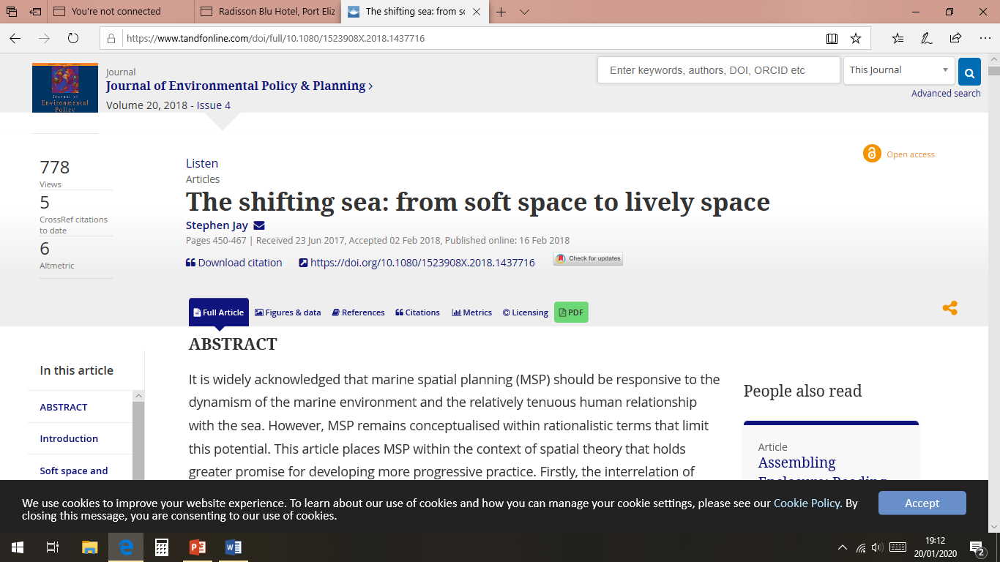 You're not connected
Radisson Blu Hotel, Port Eliz
The shifting sea: from so
https://www.tandfonline.com/doi/full/10.1080/1523908X.2018.1437716
Journal of
Environmental
Policy
Journal
Journal of Environmental Policy & Planning ›
Volume 20, 2018 - Issue 4
Enter keywords, authors, DOI, ORCID etc
This Journal
Advanced search
778
Views
5
CrossRef citations
to date
6
Altmetric
Open access
Listen
Articles
The shifting sea: from soft space to lively space
Stephen Jay
Pages 450-467 | Received 23 Jun 2017, Accepted 02 Feb 2018, Published online: 16 Feb 2018
Download citation https://doi.org/10.1080/1523908X.2018.1437716 Check for updates
Full Article Figures & data References Citations Metrics Licensing PDF
In this article
ABSTRACT
Introduction
Soft space and
ABSTRACT
It is widely acknowledged that marine spatial planning (MSP) should be responsive to the
dynamism of the marine environment and the relatively tenuous human relationship
with the sea. However, MSP remains conceptualised within rationalistic terms that limit
this potential. This article places MSP within the context of spatial theory that holds
greater promise for developing more progressive practice. Firstly, the interrelation of
People also read
Article
Assembling
Enclosure: Reading
We use cookies to improve your website experience. To learn about our use of cookies and how you can manage your cookie settings, please see our Cookie Policy. By
closing this message, you are consenting to our use of cookies.
Accept
19:12
20/01/2020
2